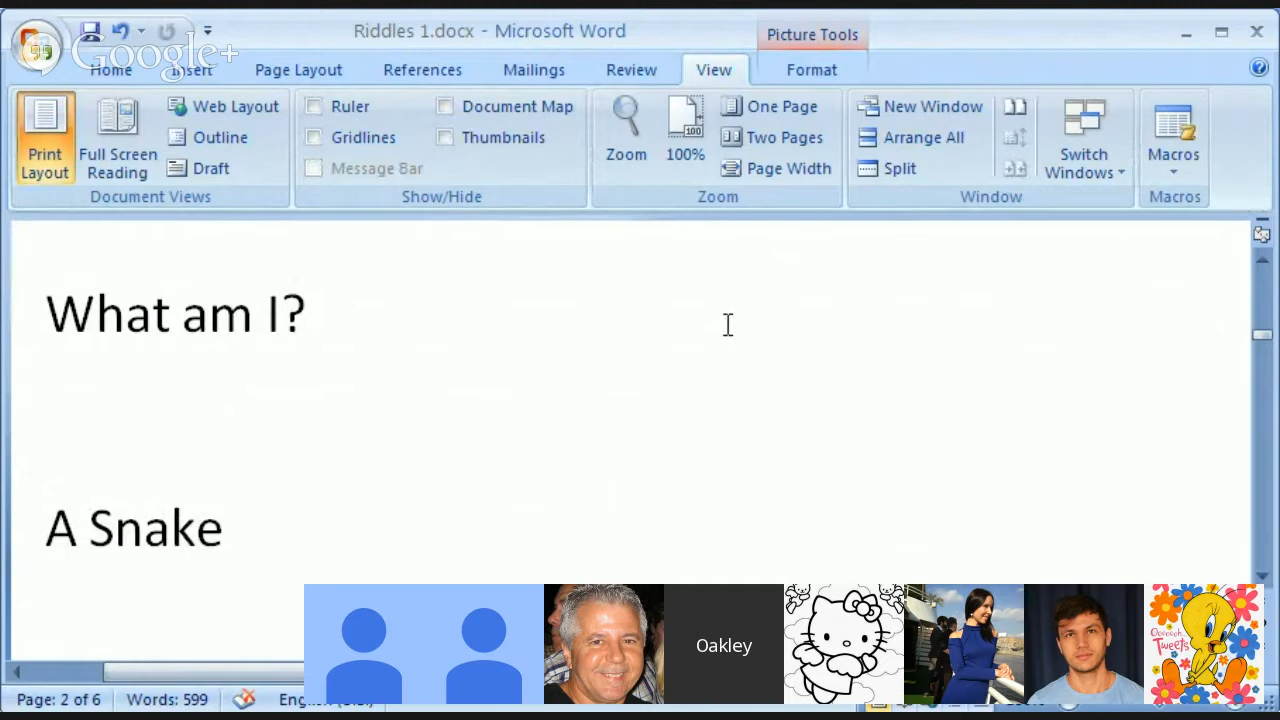 Riddles 1.docx - Microsoft Word
Picture Tools
Google+
Home Insert Page Layout References Mailings Review View Format
Print Layout
Full Screen Reading
Web Layout
Outline
Draft
Document Views
Ruler
Gridlines
Message Bar
Document Map
Thumbnails
Show/Hide
Zoom
100
100%
One Page
Two Pages
Page Width
Zoom
New Window
Arrange All
Split
Switch Windows
Window
Macros
Macros
What am I?
A Snake
Oakley
Tweets
Page: 2 of 6 Words: 599